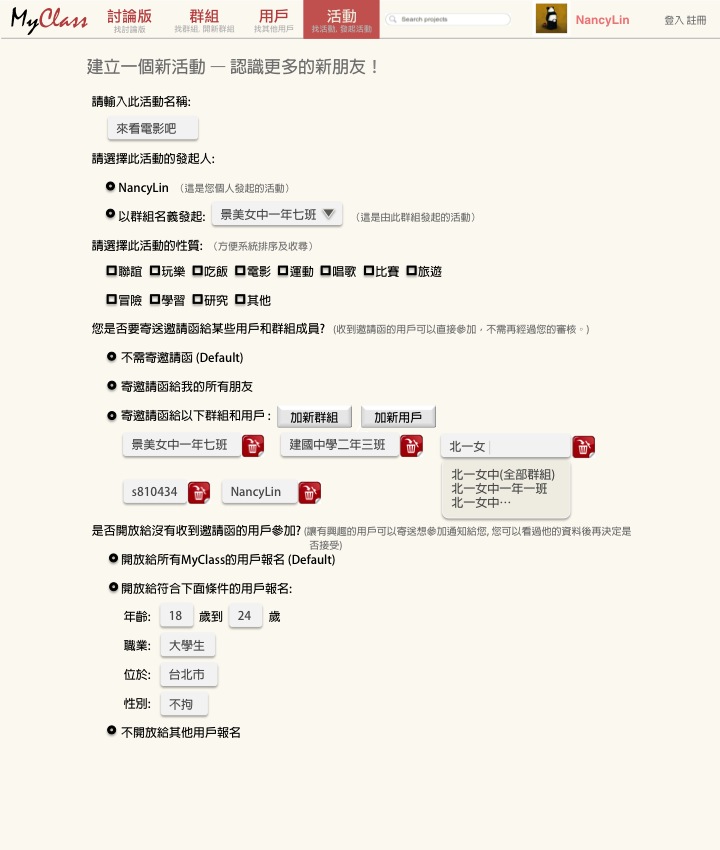 MyClass 討論版 群組 用戶 活動 Search projects NancyLin 登入 註冊
找討論版 找群組, 開新群組 找其他用戶 找活動, 發起活動
建立一個新活動 — 認識更多的新朋友！
請輸入此活動名稱:
來看電影吧
請選擇此活動的發起人:
NancyLin （這是您個人發起的活動）
以群組名義發起: 景美女中一年七班 （這是由此群組發起的活動）
請選擇此活動的性質: （方便系統排序及收尋）
聯誼 玩樂 吃飯 電影 運動 唱歌 比賽 旅遊
冒險 學習 研究 其他
您是否要寄送邀請函給某些用戶和群組成員? (收到邀請函的用戶可以直接參加，不需再經過您的審核。)
不需寄邀請函 (Default)
寄邀請函給我的所有朋友
寄邀請函給以下群組和用戶 : 加新群組 加新用戶
景美女中一年七班 建國中學二年三班 北一女
北一女中(全部群組)
北一女中一年一班
北一女中…
s810434 NancyLin
是否開放給沒有收到邀請函的用戶參加? (讓有興趣的用戶可以寄送想參加通知給您, 您可以看過他的資料後再決定是
否接受)
開放給所有MyClass的用戶報名 (Default)
開放給符合下面條件的用戶報名:
年齡: 18 歲到 24 歲
職業: 大學生
位於: 台北市
性別: 不拘
不開放給其他用戶報名